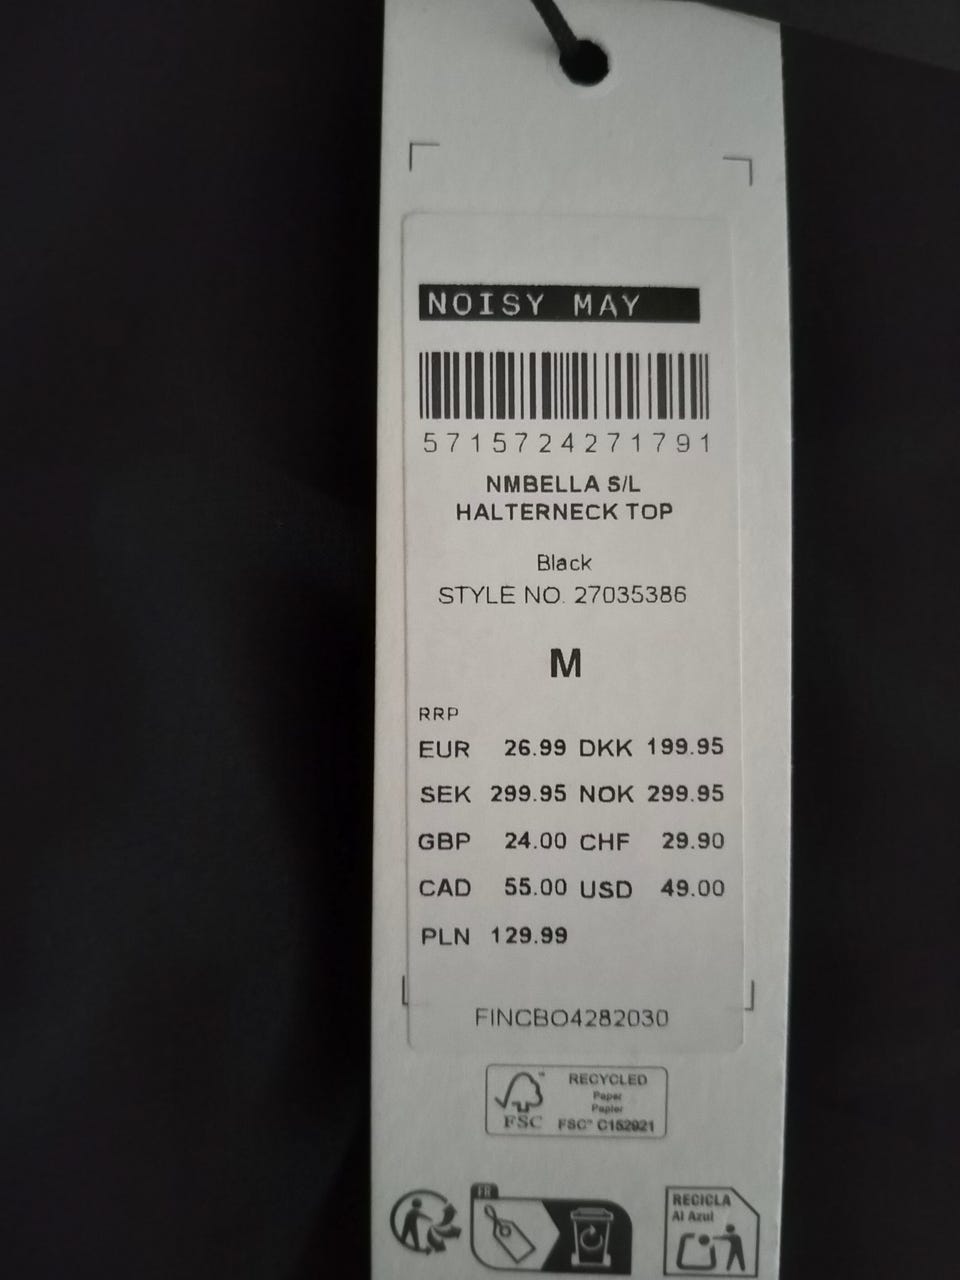 NOISY MAY
5715724271791
NMBELLA S/L
HALTERNECK TOP
Black
STYLE NO. 27035386
M
RRP
EUR 26.99 DKK 199.95
SEK 299.95 NOK 299.95
GBP 24.00 CHF 29.90
CAD 55.00 USD 49.00
PLN 129.99
FINCBO4282030
RECYCLED
Paper
Papier
FSC™ C152921
FSC
FR
RECICLA
Al Azul